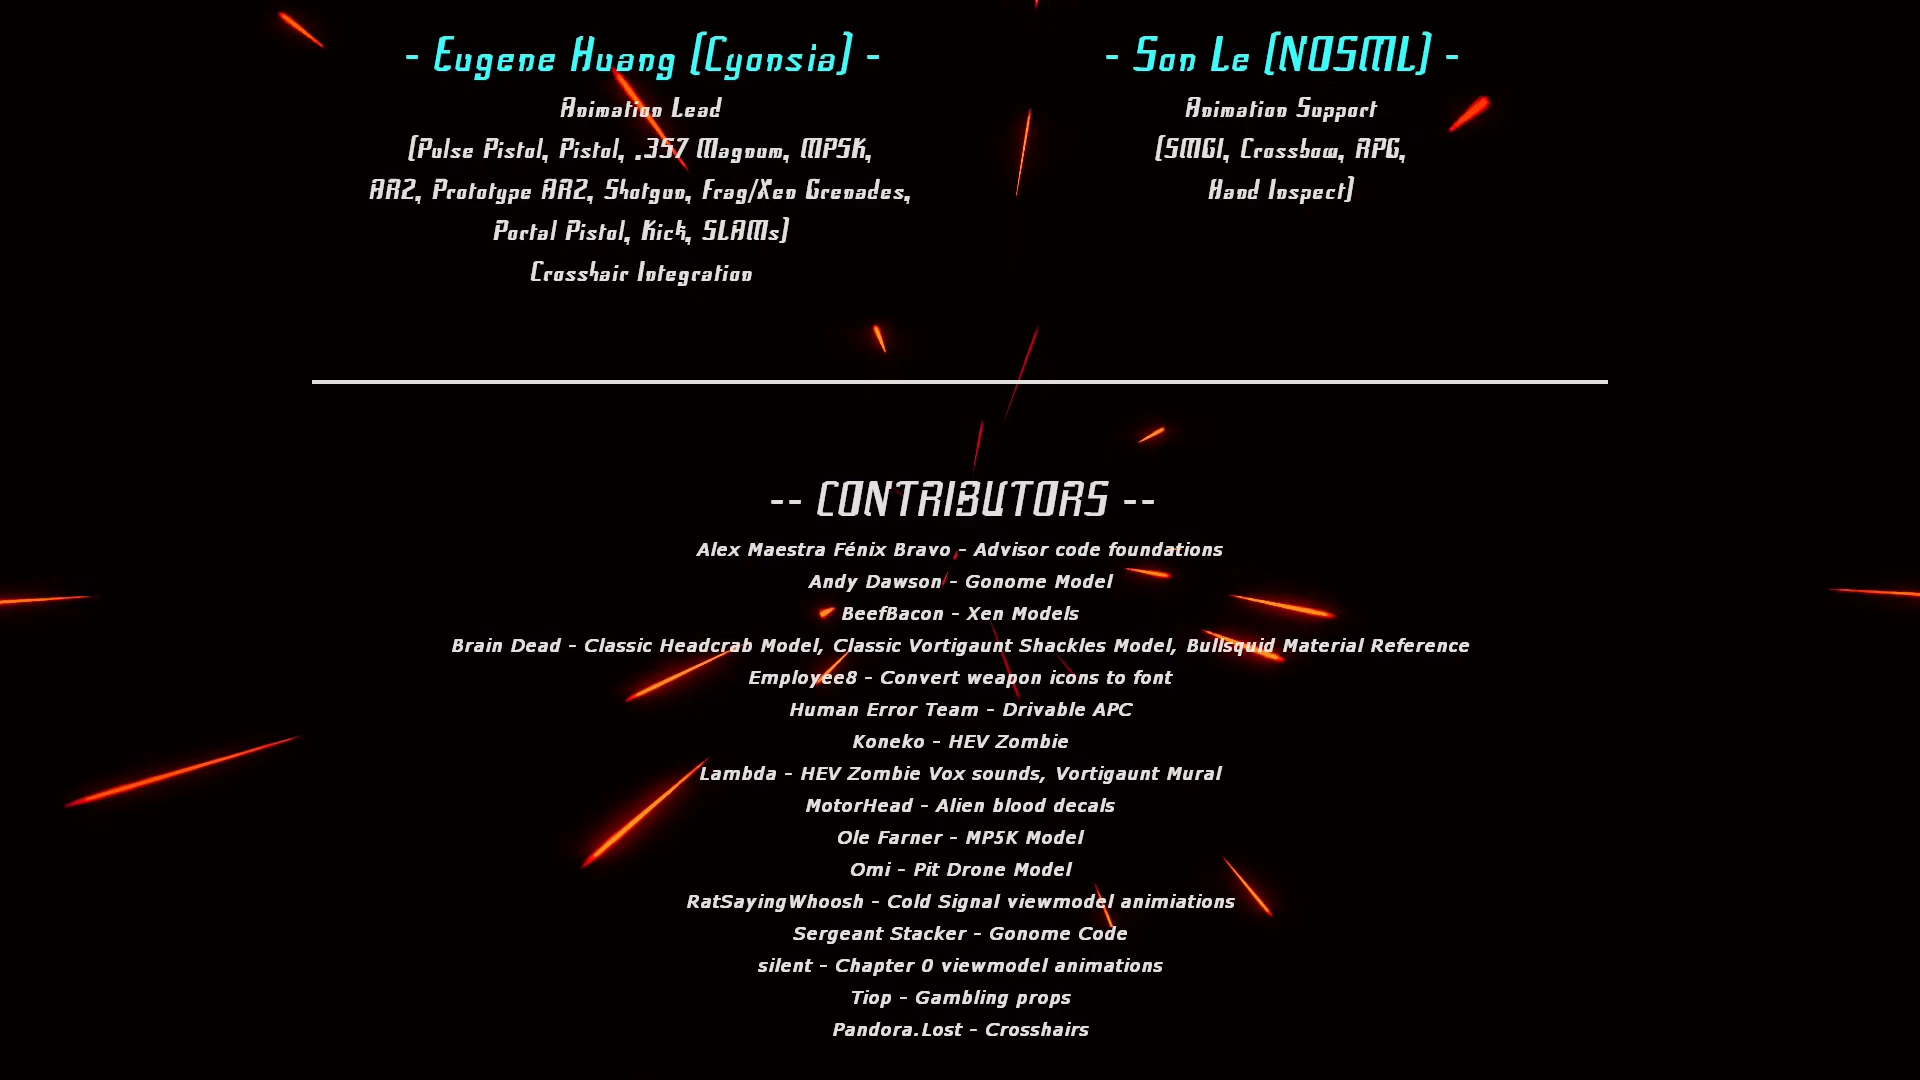 - Eugene Huang (Cyonsia) -
Animation Lead
(Pulse Pistol, Pistol, .357 Magnum, MP5K,
AR2, Prototype AR2, Shotgun, Frag/Xen Grenades,
Portal Pistol, Kick, SLAMs)
Crosshair Integration
- Son Le (NOSML) -
Animation Support
(SMG1, Crossbow, RPG,
Hand Inspect)
-- CONTRIBUTORS --
Alex Maestra Fénix Bravo - Advisor code foundations
Andy Dawson - Gonome Model
BeefBacon - Xen Models
Brain Dead - Classic Headcrab Model, Classic Vortigaunt Shackles Model, Bullsquid Material Reference
Employee8 - Convert weapon icons to font
Human Error Team - Drivable APC
Koneko - HEV Zombie
Lambda - HEV Zombie Vox sounds, Vortigaunt Mural
MotorHead - Alien blood decals
Ole Farner - MP5K Model
Omi - Pit Drone Model
RatSayingWhoosh - Cold Signal viewmodel animiations
Sergeant Stacker - Gonome Code
silent - Chapter 0 viewmodel animations
Tiop - Gambling props
Pandora.Lost - Crosshairs